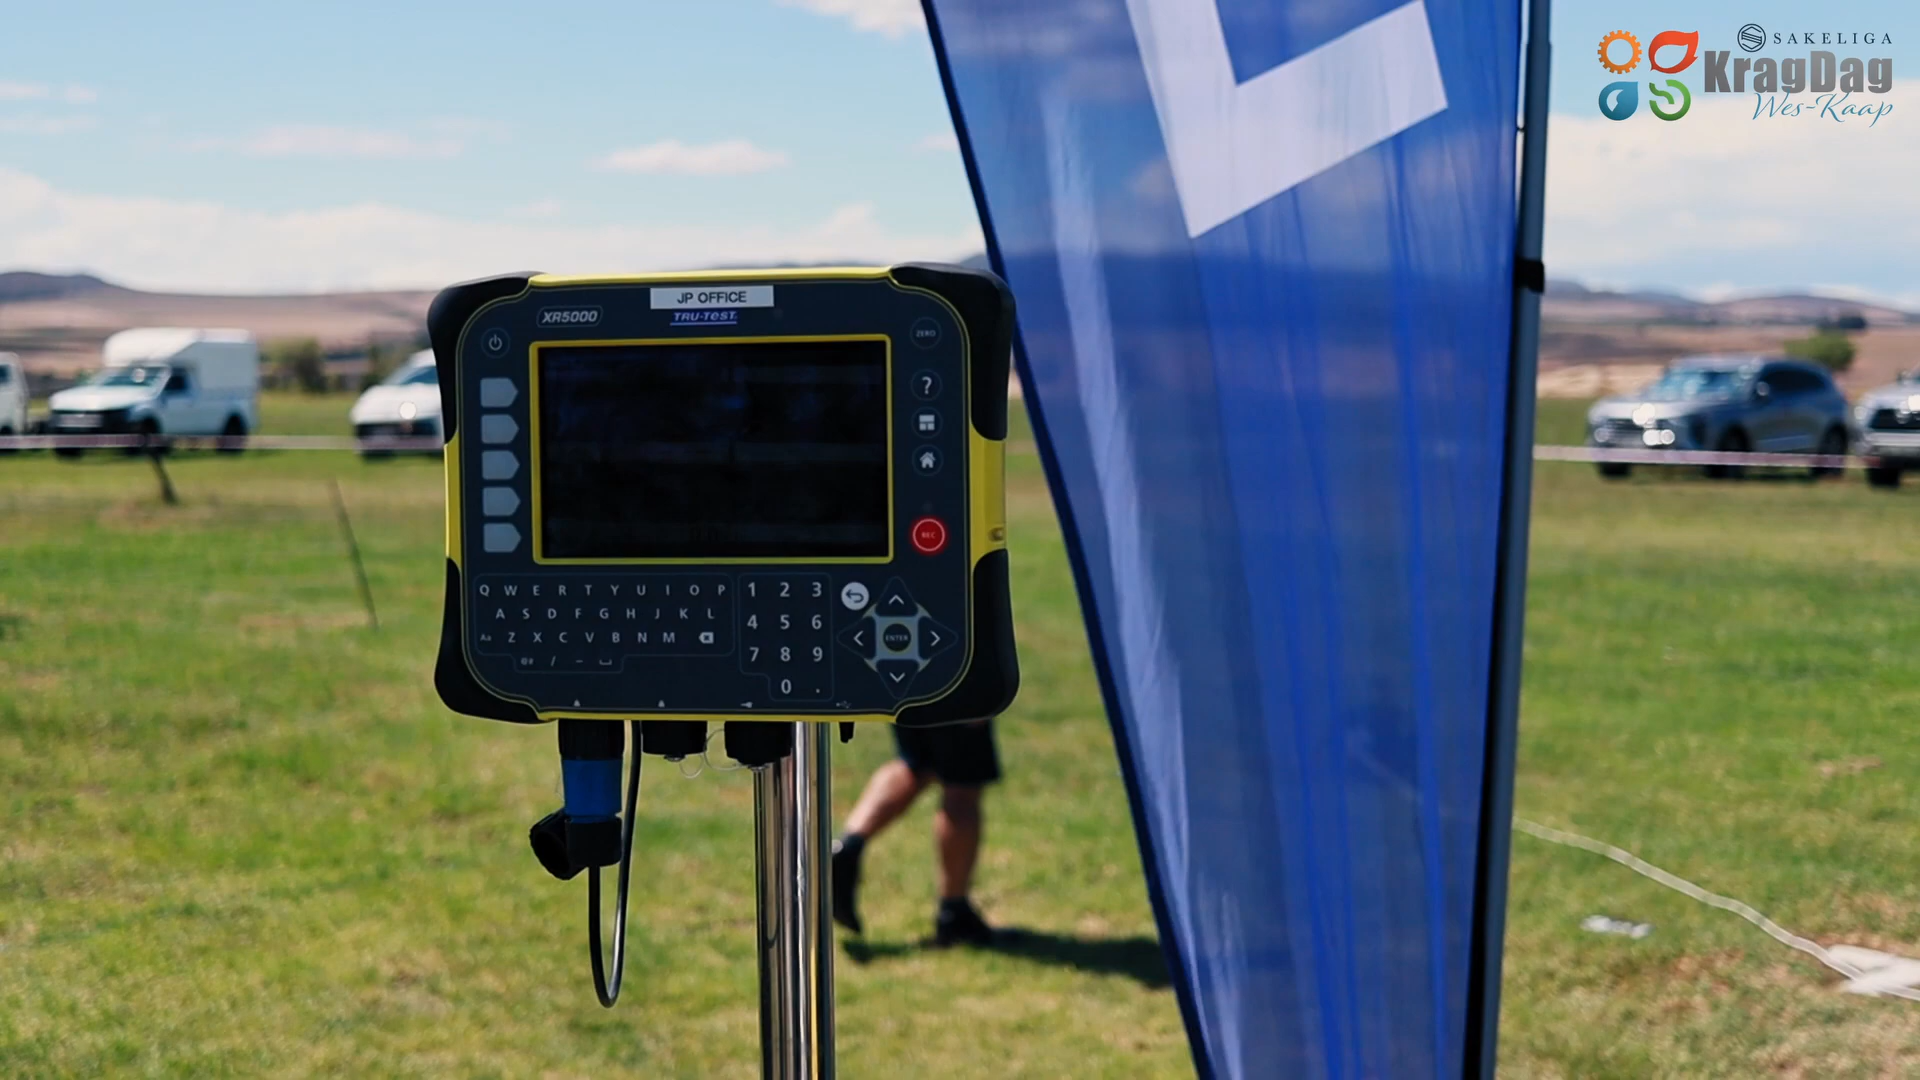 SAKELIGA
KragDag
Wes-Kaap
JP OFFICE
XR5000
TRU-TEST
ZERO
?
REC
Q W E R T Y U I O P
A S D F G H J K L
Aa Z X C V B N M
/ -
1 2 3
4 5 6
7 8 9
0 .
ENTER
L